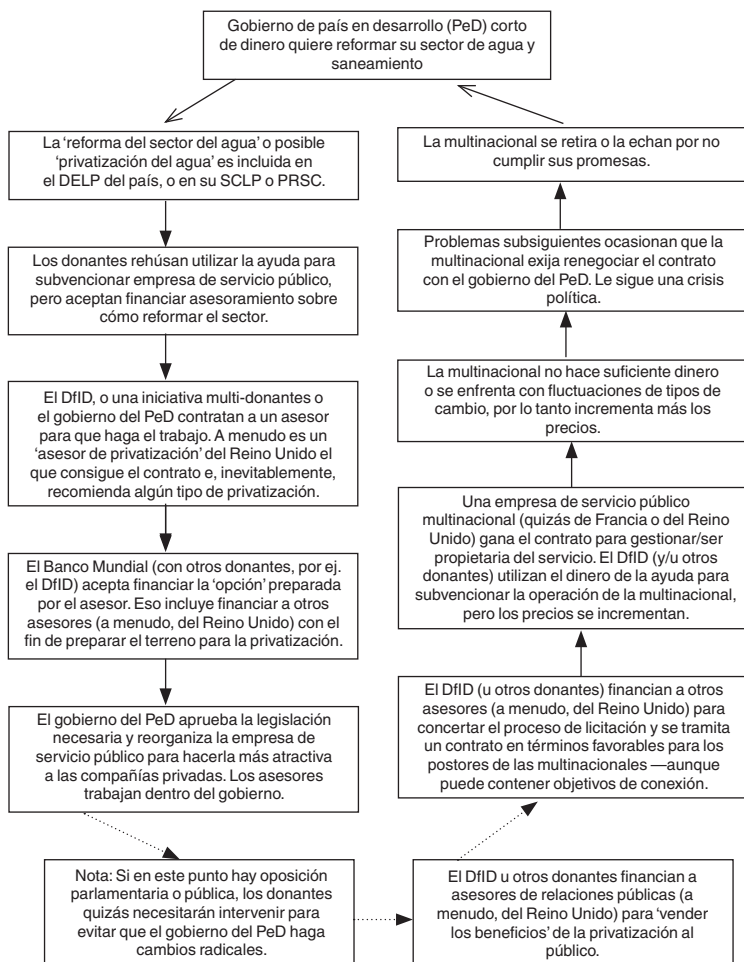 Gobierno de país en desarrollo (PeD) corto
de dinero quiere reformar su sector de agua y
saneamiento
La ‘reforma del sector del agua’ o posible
‘privatización del agua’ es incluida en
el DELP del país, o en su SCLP o PRSC.
Los donantes rehúsan utilizar la ayuda para
subvencionar empresa de servicio público,
pero aceptan financiar asesoramiento sobre
cómo reformar el sector.
El DfID, o una iniciativa multi-donantes o
el gobierno del PeD contratan a un asesor
para que haga el trabajo. A menudo es un
‘asesor de privatización’ del Reino Unido el
que consigue el contrato e, inevitablemente,
recomienda algún tipo de privatización.
El Banco Mundial (con otros donantes, por ej.
el DfID) acepta financiar la ‘opción’ preparada
por el asesor. Eso incluye financiar a otros
asesores (a menudo, del Reino Unido) con el
fin de preparar el terreno para la privatización.
El gobierno del PeD aprueba la legislación
necesaria y reorganiza la empresa de
servicio público para hacerla más atractiva
a las compañías privadas. Los asesores
trabajan dentro del gobierno.
Nota: Si en este punto hay oposición
parlamentaria o pública, los donantes
quizás necesitarán intervenir para
evitar que el gobierno del PeD haga
cambios radicales.
El DfID u otros donantes financian a
asesores de relaciones públicas (a
menudo, del Reino Unido) para ‘vender
los beneficios’ de la privatización al
público.
El DfID (u otros donantes) financian a otros
asesores (a menudo, del Reino Unido) para
concertar el proceso de licitación y se tramita
un contrato en términos favorables para los
postores de las multinacionales —aunque
puede contener objetivos de conexión.
Una empresa de servicio público
multinacional (quizás de Francia o del Reino
Unido) gana el contrato para gestionar/ser
propietaria del servicio. El DfID (y/u otros
donantes) utilizan el dinero de la ayuda para
subvencionar la operación de la multinacional,
pero los precios se incrementan.
La multinacional no hace suficiente dinero
o se enfrenta con fluctuaciones de tipos de
cambio, por lo tanto incrementa más los
precios.
Problemas subsiguientes ocasionan que la
multinacional exija renegociar el contrato
con el gobierno del PeD. Le sigue una crisis
política.
La multinacional se retira o la echan por no
cumplir sus promesas.